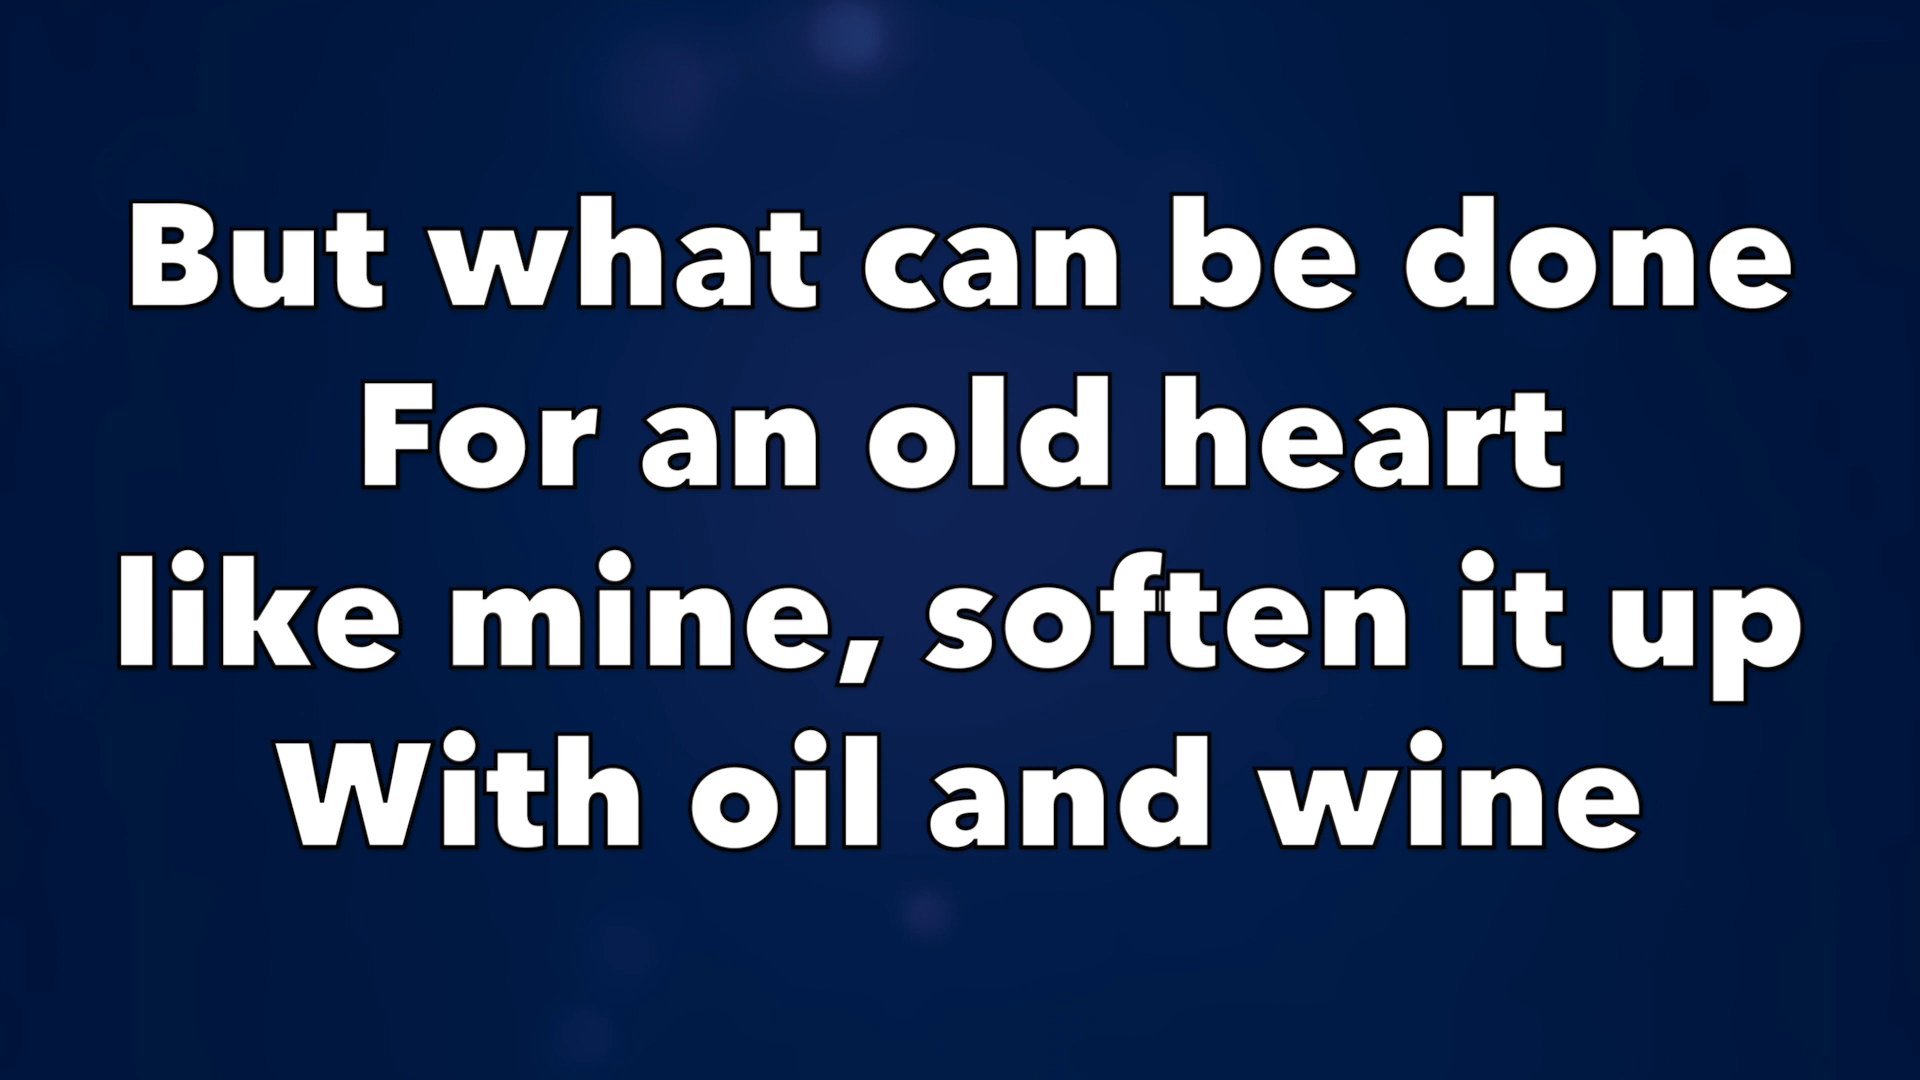 But what can be done
For an old heart
like mine, soften it up
With oil and wine